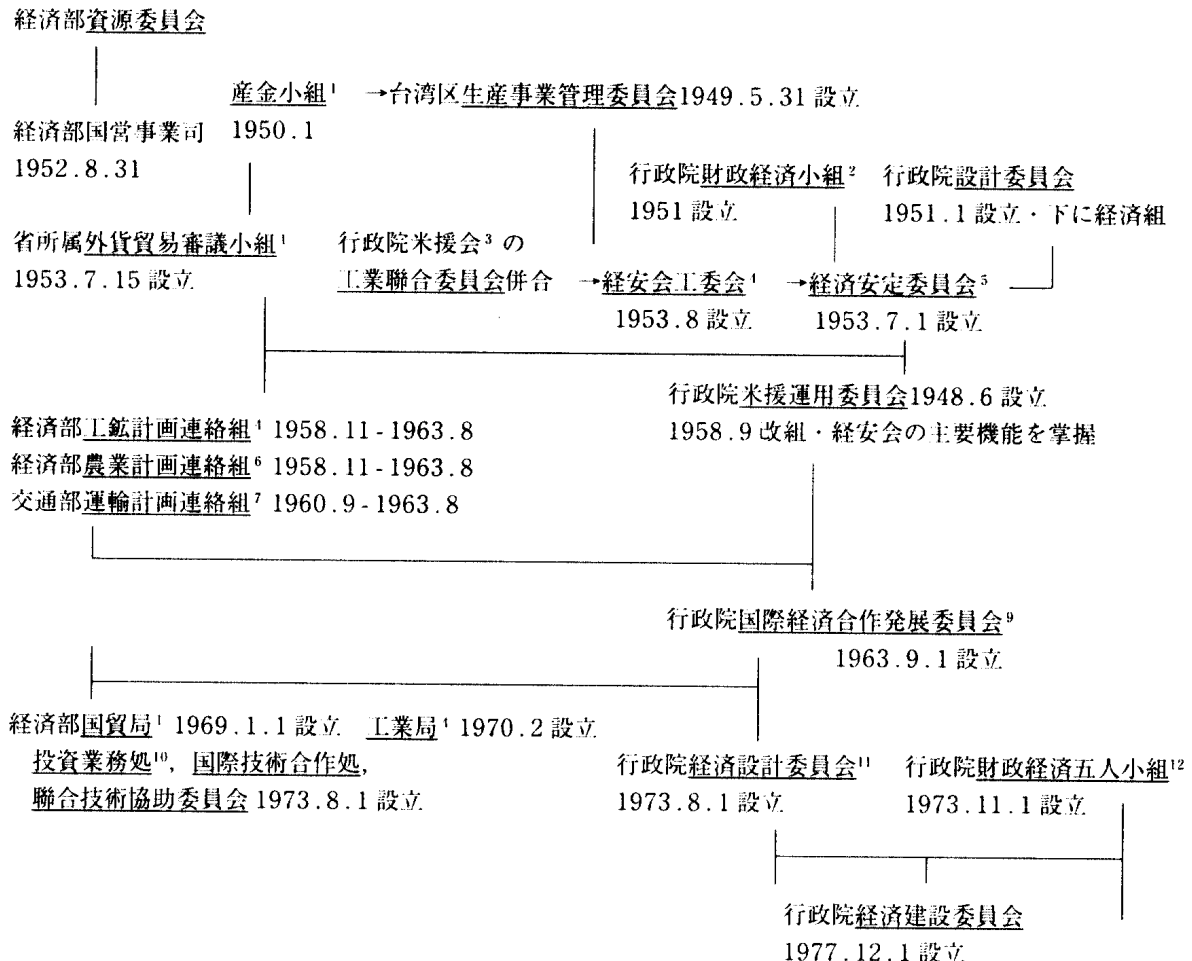 経済部資源委員会
産金小組¹ →台湾区生産事業管理委員会1949.5.31設立
経済部国営事業司 1950.1
1952.8.31
行政院財政経済小組² 行政院設計委員会
1951設立 1951.1設立・下に経済組
省所属外貨貿易審議小組¹ 行政院米援会³の
1953.7.15設立 工業聯合委員会併合 →経安会工委会⁴ →経済安定委員会⁵
1953.8設立 1953.7.1設立
行政院米援運用委員会1948.6設立
1958.9改組・経安会の主要機能を掌握
経済部工鉱計画連絡組⁴ 1958.11-1963.8
経済部農業計画連絡組⁶ 1958.11-1963.8
交通部運輸計画連絡組⁷ 1960.9-1963.8
行政院国際経済合作発展委員会⁹
1963.9.1設立
経済部国貿局¹ 1969.1.1設立 工業局⁴ 1970.2設立
投資業務処¹⁰, 国際技術合作処,
聯合技術協助委員会 1973.8.1設立
行政院経済設計委員会¹¹ 行政院財政経済五人小組¹²
1973.8.1設立 1973.11.1設立
行政院経済建設委員会
1977.12.1設立